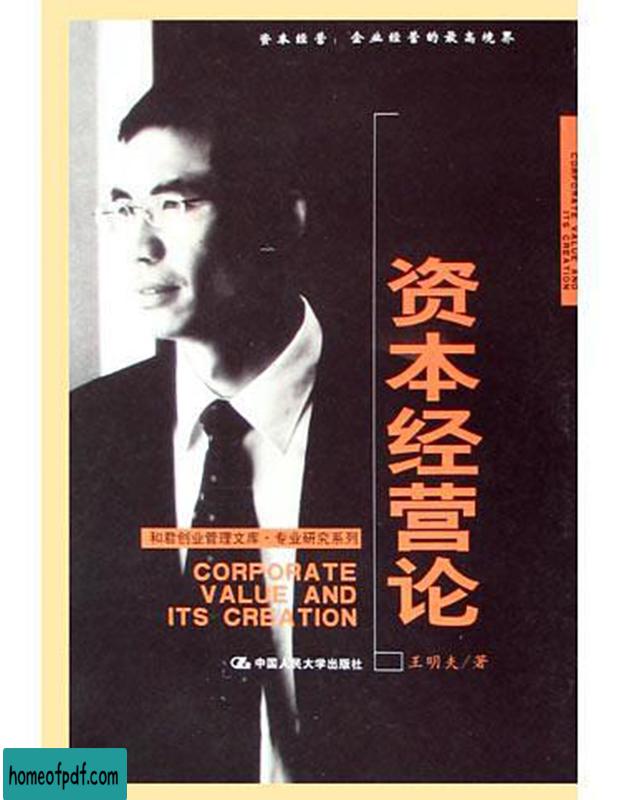 资本经营：企业经营的最高境界
CORPORATE VALUE AND
ITS CREATION
资本经营论
和君创业管理文库·专业研究系列
CORPORATE
VALUE AND
ITS CREATION
中国人民大学出版社
王明夫/著
homeofpdf.com